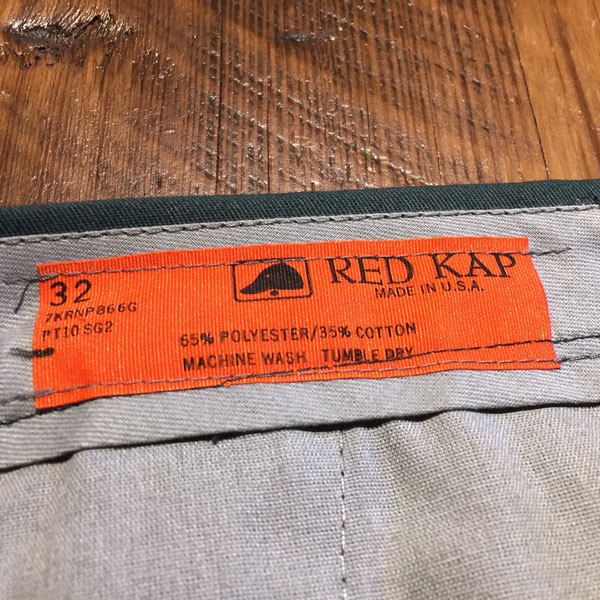 32
RED KAP
MADE IN U.S.A.
7KRNP866G
PT10 SG2
65% POLYESTER/35% COTTON
MACHINE WASH TUMBLE DRY